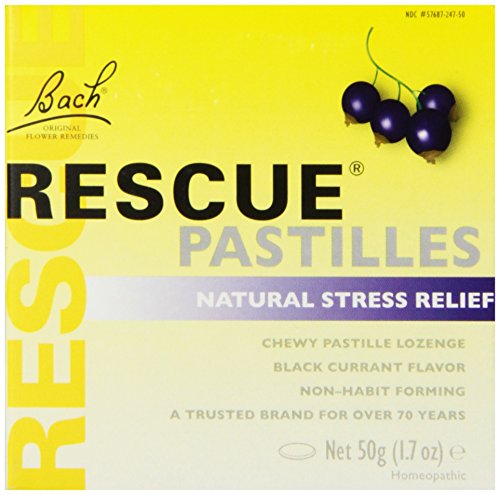 NDC #57687-247-50
Bach®
ORIGINAL
FLOWER REMEDIES
RESCUE
RESCUE®
PASTILLES
NATURAL STRESS RELIEF
CHEWY PASTILLE LOZENGE
BLACK CURRANT FLAVOR
NON–HABIT FORMING
A TRUSTED BRAND FOR OVER 70 YEARS
Net 50g (1.7 oz) e
Homeopathic